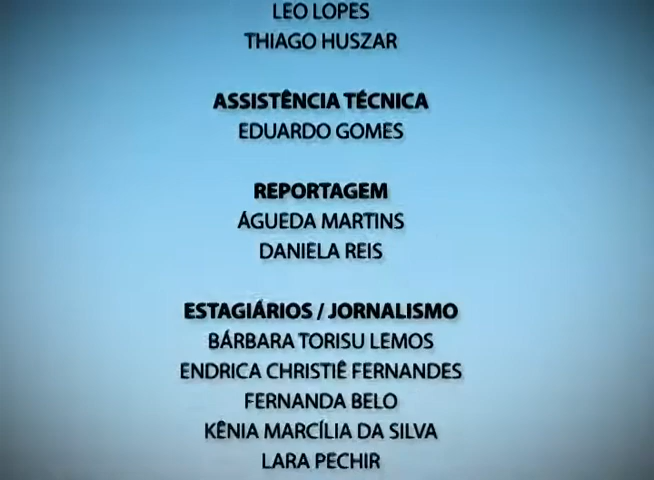 LEO LOPES
THIAGO HUSZAR
ASSISTÊNCIA TÉCNICA
EDUARDO GOMES
REPORTAGEM
ÁGUEDA MARTINS
DANIELA REIS
ESTAGIÁRIOS / JORNALISMO
BÁRBARA TORISU LEMOS
ENDRICA CHRISTIÊ FERNANDES
FERNANDA BELO
KÊNIA MARCÍLIA DA SILVA
LARA PECHIR